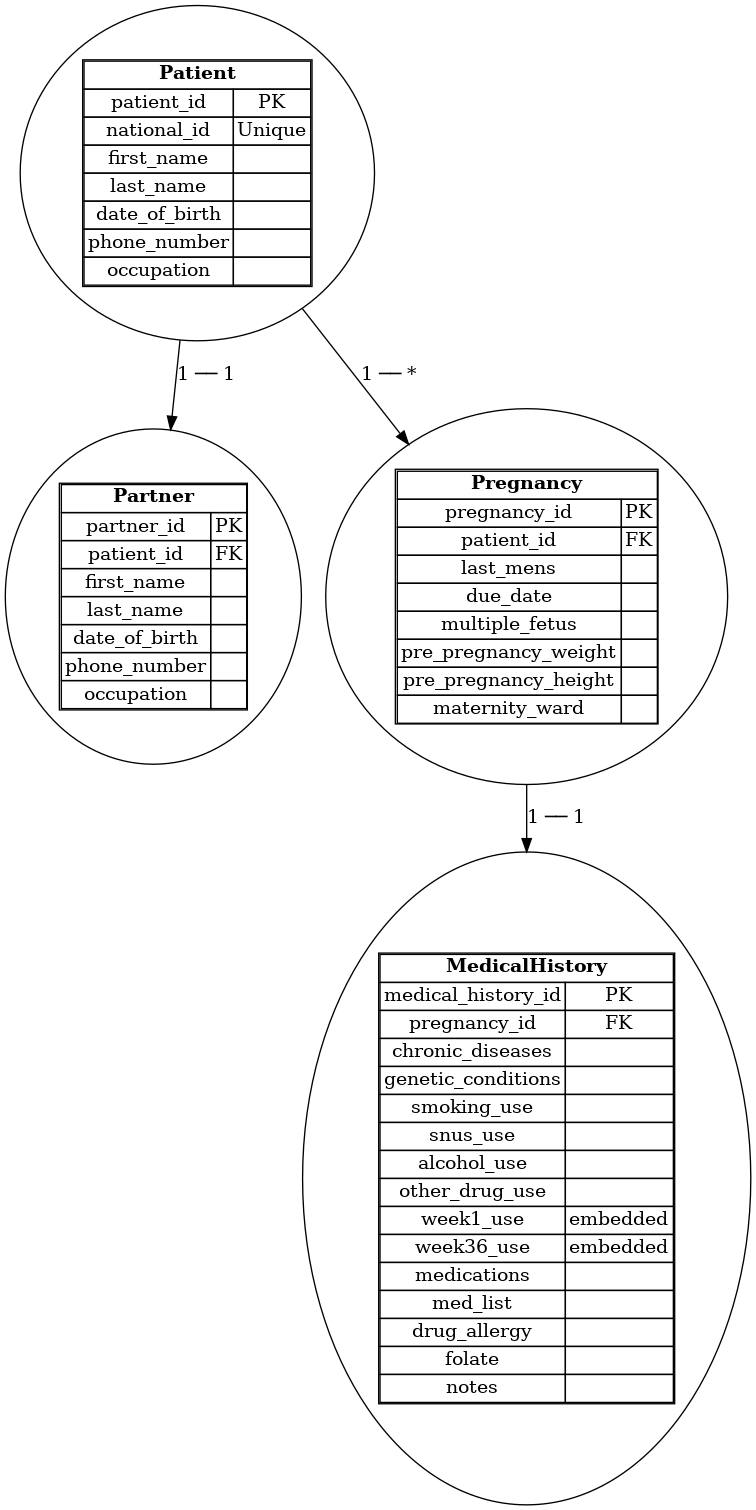 Patient
patient_id PK
national_id Unique
first_name
last_name
date_of_birth
phone_number
occupation
1 — 1
1 — *
Partner
partner_id PK
patient_id FK
first_name
last_name
date_of_birth
phone_number
occupation
Pregnancy
pregnancy_id PK
patient_id FK
last_mens
due_date
multiple_fetus
pre_pregnancy_weight
pre_pregnancy_height
maternity_ward
1 — 1
MedicalHistory
medical_history_id PK
pregnancy_id FK
chronic_diseases
genetic_conditions
smoking_use
snus_use
alcohol_use
other_drug_use
week1_use embedded
week36_use embedded
medications
med_list
drug_allergy
folate
notes